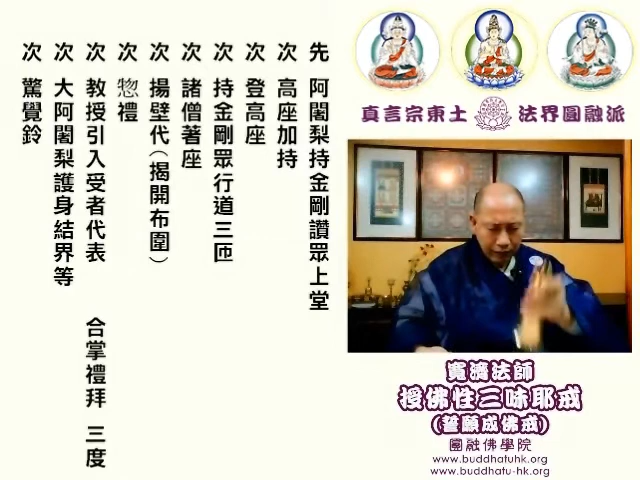 先 阿闍梨持金剛讚眾上堂
次 高座加持
次 登高座
次 持金剛眾行道三匝
次 諸僧著座
次 揚壁代(揭開布圍)
次 惣禮
次 教授引入受者代表 合掌禮拜 三度
次 大阿闍梨護身結界等
次 驚覺鈴
真言宗東土 法界圓融派
寬濟法師
授佛性三昧耶戒
(誓願成佛戒)
圓融佛學院
www.buddhatuhk.org
www.buddhatu-hk.org